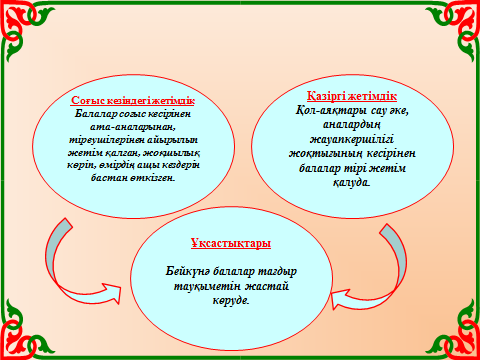 Соғыс кезіндегі жетімдік
Балалар соғыс кесірінен
ата-аналарынан,
тіреушілерінен айырылып
жетім қалған, жоқшылық
көріп, өмірдің ащы кездерін
бастан өткізген.
Қазіргі жетімдік
Қол-аяқтары сау әке,
аналардың
жауапкершілігі
жоқтығының кесірінен
балалар тірі жетім
қалуда.
Ұқсастықтары
Бейкүнә балалар тағдыр
тауқыметін жастай
көруде.